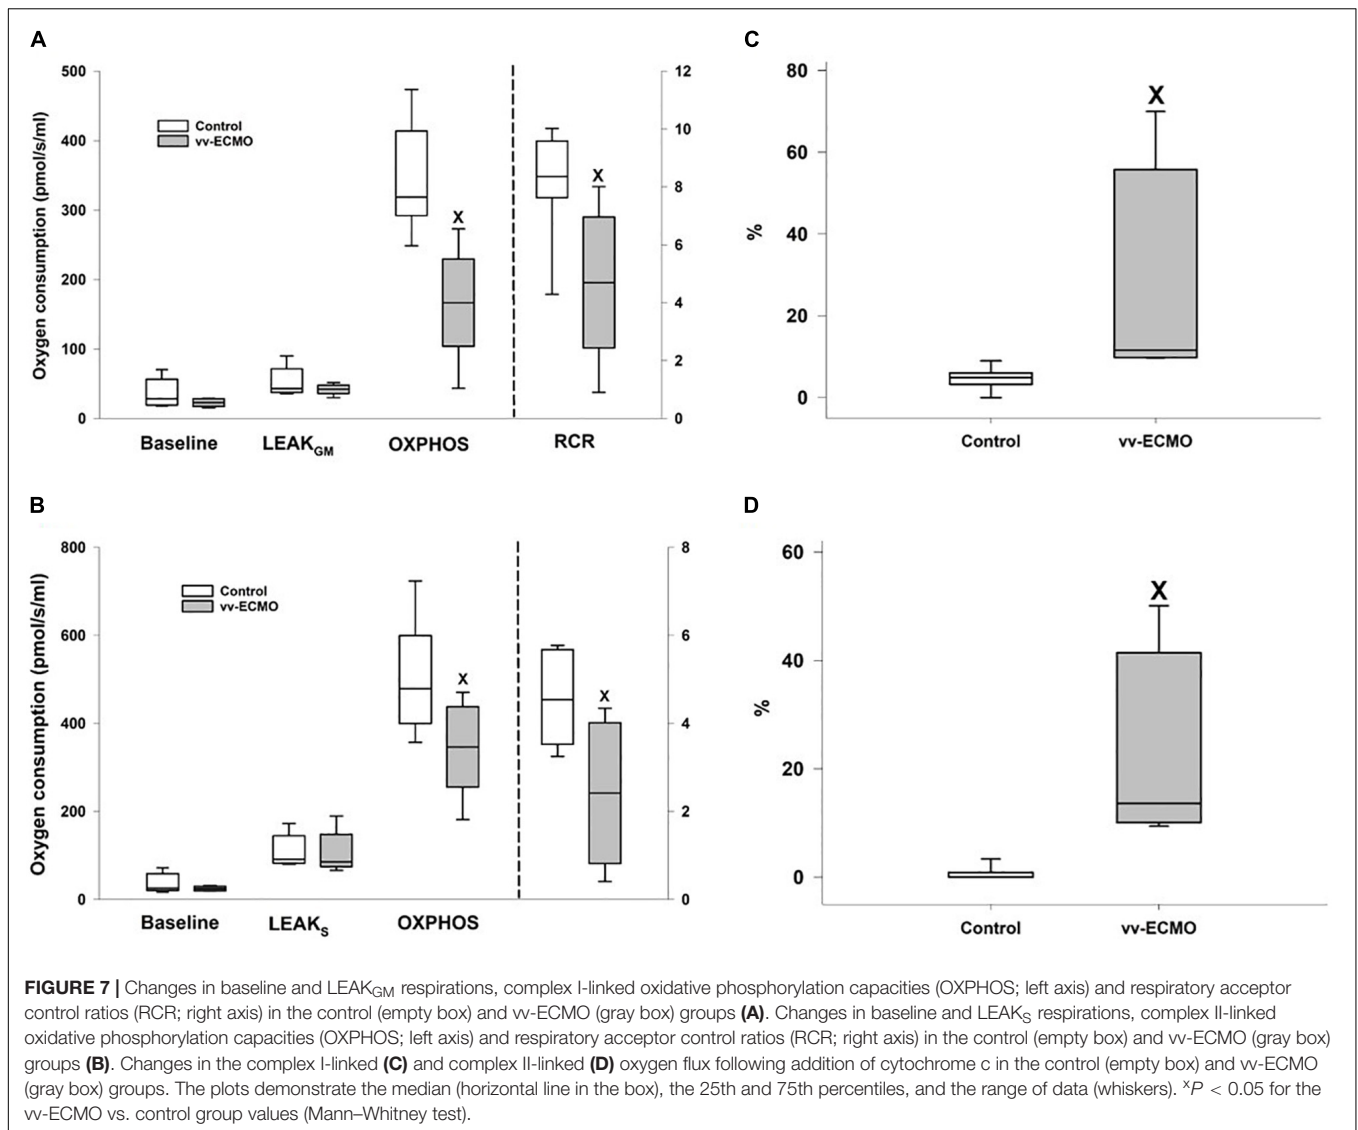 A
500
400
300
200
100
0
Oxygen consumption (pmol/s/ml)
Control
vv-ECMO
X
X
12
10
8
6
4
2
0
Baseline
LEAKGM
OXPHOS
RCR
C
80
60
40
20
0
%
X
Control
vv-ECMO
B
800
600
400
200
0
Oxygen consumption (pmol/s/ml)
Control
vv-ECMO
X
X
8
6
4
2
0
Baseline
LEAKS
OXPHOS
D
60
40
20
0
%
X
Control
vv-ECMO
FIGURE 7 | Changes in baseline and LEAKGM respirations, complex I-linked oxidative phosphorylation capacities (OXPHOS; left axis) and respiratory acceptor
control ratios (RCR; right axis) in the control (empty box) and vv-ECMO (gray box) groups (A). Changes in baseline and LEAKS respirations, complex II-linked
oxidative phosphorylation capacities (OXPHOS; left axis) and respiratory acceptor control ratios (RCR; right axis) in the control (empty box) and vv-ECMO (gray box)
groups (B). Changes in the complex I-linked (C) and complex II-linked (D) oxygen flux following addition of cytochrome c in the control (empty box) and vv-ECMO
(gray box) groups. The plots demonstrate the median (horizontal line in the box), the 25th and 75th percentiles, and the range of data (whiskers). xP < 0.05 for the
vv-ECMO vs. control group values (Mann–Whitney test).